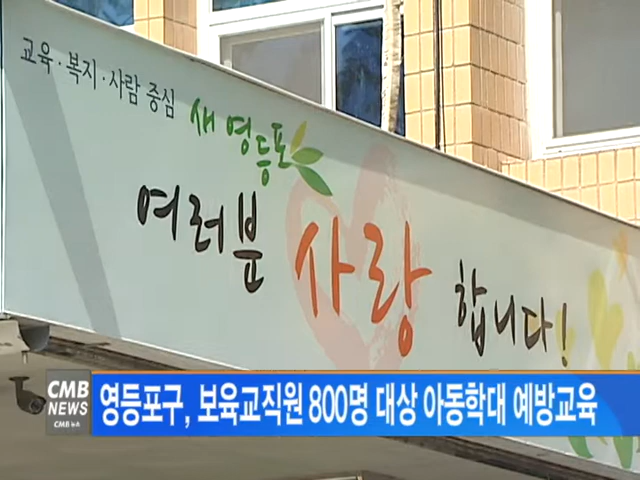 교육·복지·사람 중심
새 영등포
여러분 사랑 합니다!
CMB
NEWS
CMB 뉴스
영등포구, 보육교직원 800명 대상 아동학대 예방교육